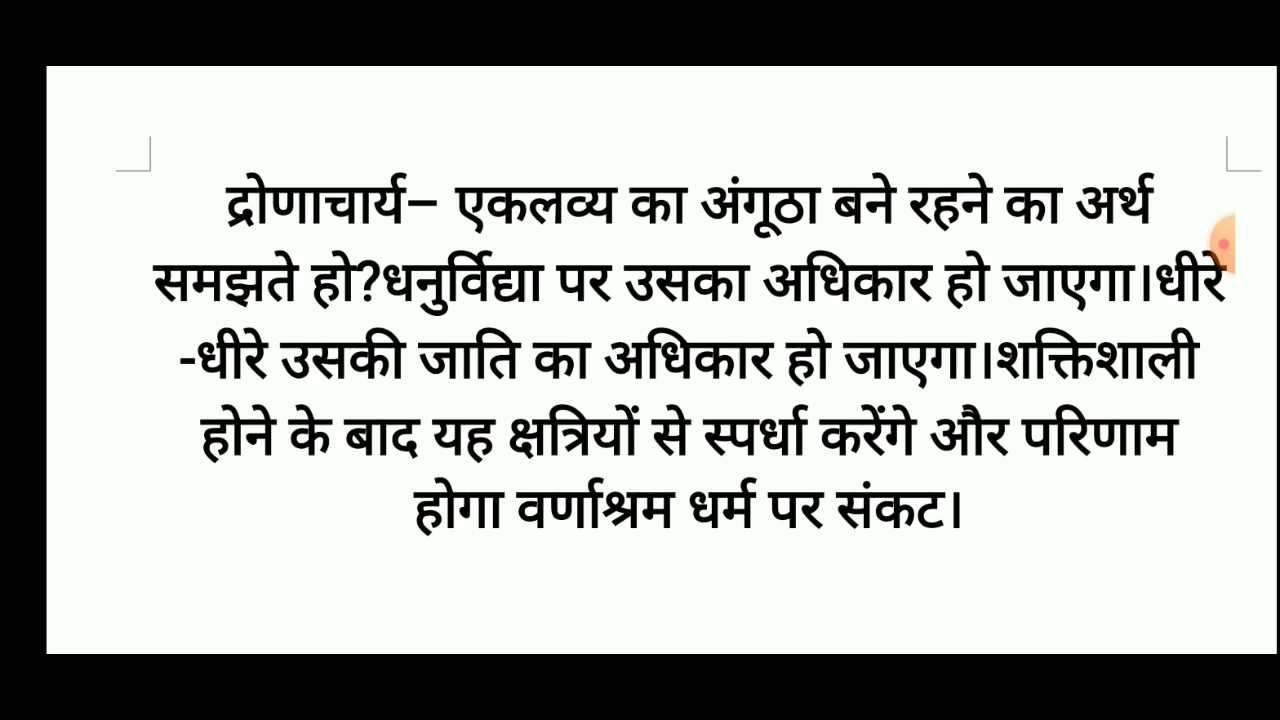 द्रोणाचार्य– एकलव्य का अंगूठा बने रहने का अर्थ
समझते हो?धनुर्विद्या पर उसका अधिकार हो जाएगा।धीरे
-धीरे उसकी जाति का अधिकार हो जाएगा।शक्तिशाली
होने के बाद यह क्षत्रियों से स्पर्धा करेंगे और परिणाम
होगा वर्णाश्रम धर्म पर संकट।